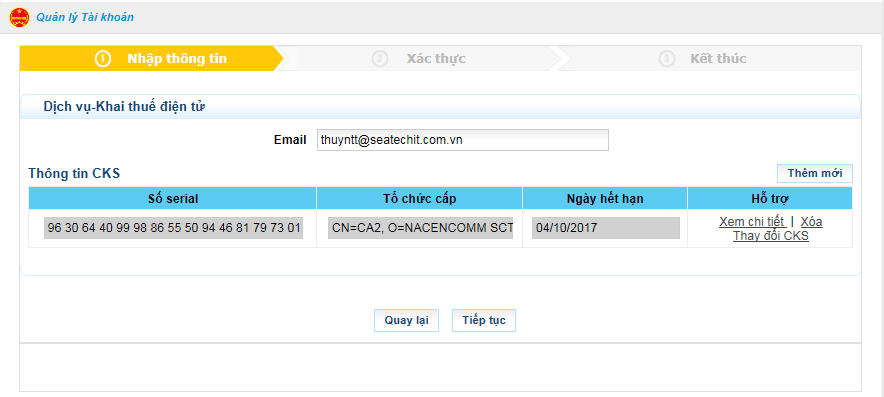 Quản lý Tài khoản
1 Nhập thông tin 2 Xác thực 3 Kết thúc
Dịch vụ-Khai thuế điện tử
Email thuyntt@seatechit.com.vn
Thông tin CKS Thêm mới
Số serial Tổ chức cấp Ngày hết hạn Hỗ trợ
96 30 64 40 99 98 86 55 50 94 46 81 79 73 01 CN=CA2, O=NACENCOMM SCT 04/10/2017 Xem chi tiết | Xóa
Thay đổi CKS
Quay lại Tiếp tục